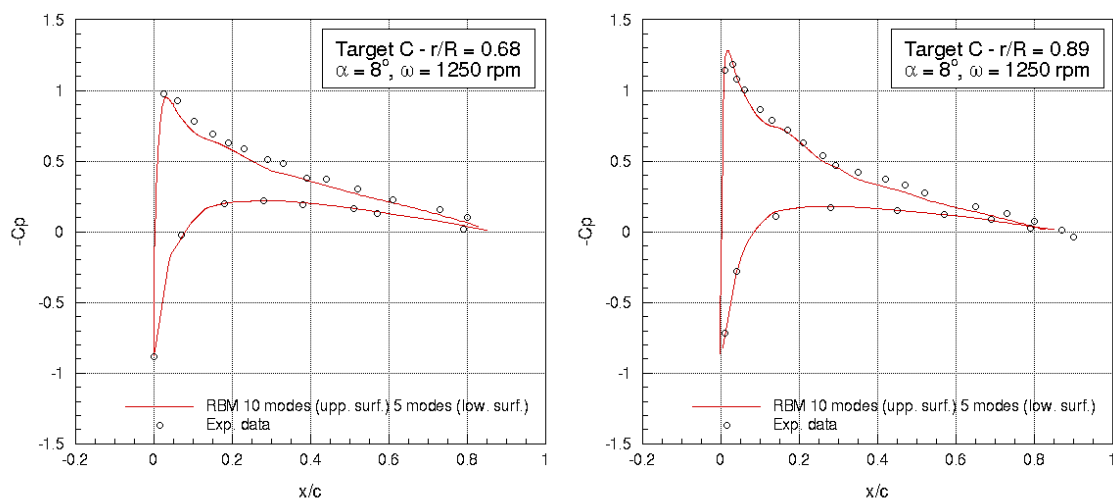 1.5
1
0.5
0
-0.5
-1
-1.5
-Cp
Target C - r/R = 0.68
α = 8°, ω = 1250 rpm
RBM 10 modes (upp. surf.) 5 modes (low. surf.)
Exp. data
-0.2
0
0.2
0.4
0.6
0.8
1
x/c
1.5
1
0.5
0
-0.5
-1
-1.5
-Cp
Target C - r/R = 0.89
α = 8°, ω = 1250 rpm
RBM 10 modes (upp. surf.) 5 modes (low. surf.)
Exp. data
-0.2
0
0.2
0.4
0.6
0.8
1
x/c